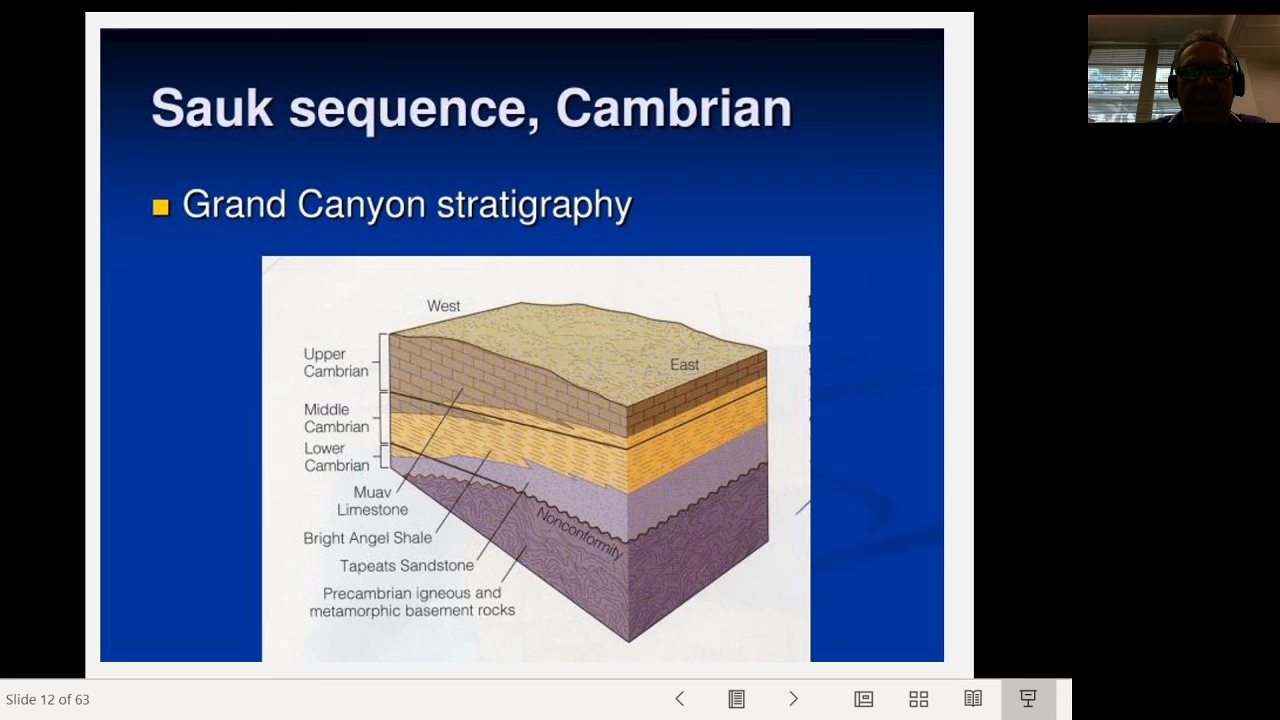 Sauk sequence, Cambrian
Grand Canyon stratigraphy
West
East
Upper
Cambrian
Middle
Cambrian
Lower
Cambrian
Muav
Limestone
Bright Angel Shale
Tapeats Sandstone
Nonconformity
Precambrian igneous and
metamorphic basement rocks
Slide 12 of 63